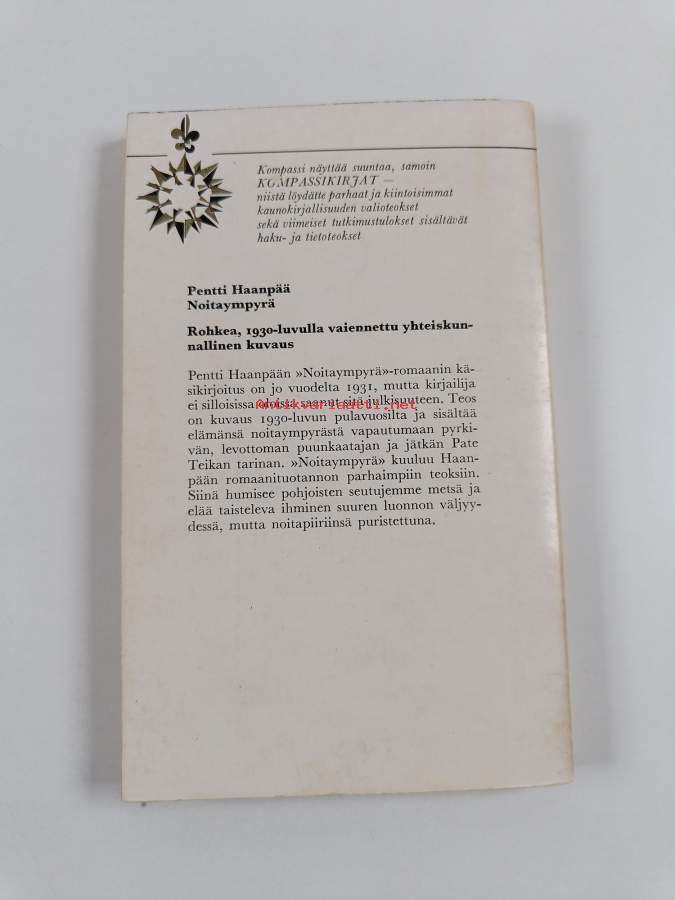 Kompassi näyttää suuntaa, samoin
KOMPASSIKIRJAT —
niistä löydätte parhaat ja kiintoisimmat
kaunokirjallisuuden valioteokset
sekä viimeiset tutkimustulokset sisältävät
haku- ja tietoteokset
Pentti Haanpää
Noitaympyrä
Rohkea, 1930-luvulla vaiennettu yhteiskun-
nallinen kuvaus
Pentti Haanpään »Noitaympyrä»-romaanin kä-
sikirjoitus on jo vuodelta 1931, mutta kirjailija
ei silloisissa oloissa saanut sitä julkisuuteen. Teos
Antikvariaatti.net
on kuvaus 1930-luvun pulavuosilta ja sisältää
elämänsä noitaympyrästä vapautumaan pyrki-
vän, levottoman puunkaatajan ja jätkän Pate
Teikan tarinan. »Noitaympyrä» kuuluu Haan-
pään romaanituotannon parhaimpiin teoksiin.
Siinä humisee pohjoisten seutujemme metsä ja
elää taisteleva ihminen suuren luonnon väljyy-
dessä, mutta noitapiiriinsä puristettuna.